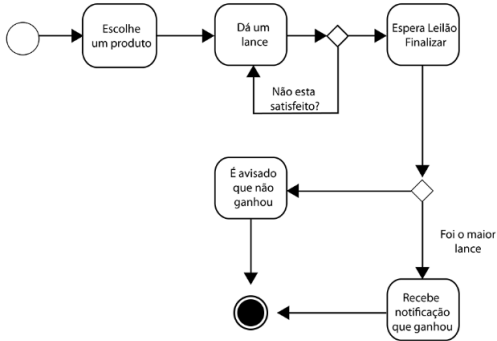 Escolhe
um produto
Dá um
lance
Espera Leilão
Finalizar
Não esta
satisfeito?
É avisado
que não
ganhou
Foi o maior
lance
Recebe
notificação
que ganhou